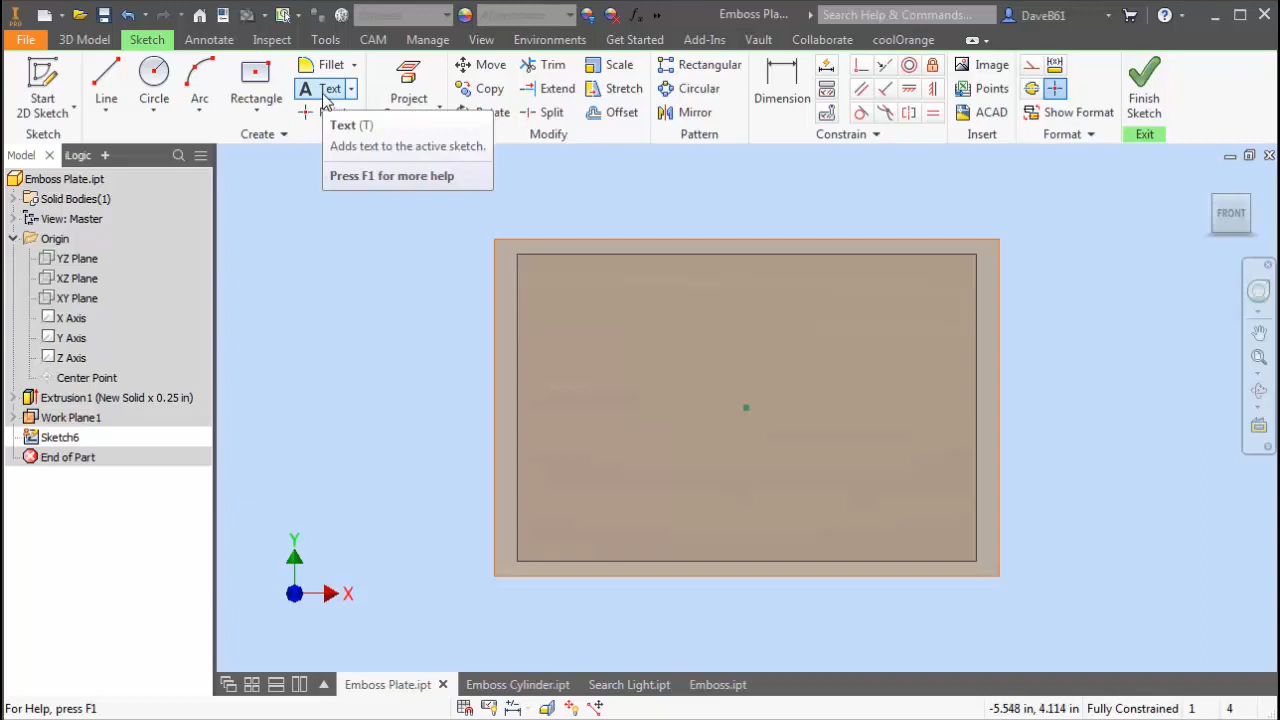 PRO
Emboss Pla...
Search Help & Commands...
DaveB61
File
3D Model
Sketch
Annotate
Inspect
Tools
CAM
Manage
View
Environments
Get Started
Add-Ins
Vault
Collaborate
coolOrange
Start
2D Sketch
Line
Circle
Arc
Rectangle
Fillet
Text
Project
Geometry
Move
Copy
Trim
Extend
Split
Scale
Stretch
Offset
Rectangular
Circular
Mirror
Dimension
Image
Points
ACAD
Show Format
Finish
Sketch
Sketch
Create
Modify
Pattern
Constrain
Insert
Format
Exit
Text (T)
Adds text to the active sketch.
Press F1 for more help
Model
iLogic
Emboss Plate.ipt
Solid Bodies(1)
View: Master
Origin
YZ Plane
XZ Plane
XY Plane
X Axis
Y Axis
Z Axis
Center Point
Extrusion1 (New Solid x 0.25 in)
Work Plane1
Sketch6
End of Part
FRONT
Y
X
Emboss Plate.ipt
Emboss Cylinder.ipt
Search Light.ipt
Emboss.ipt
For Help, press F1
-5.548 in, 4.114 in
Fully Constrained
1
4